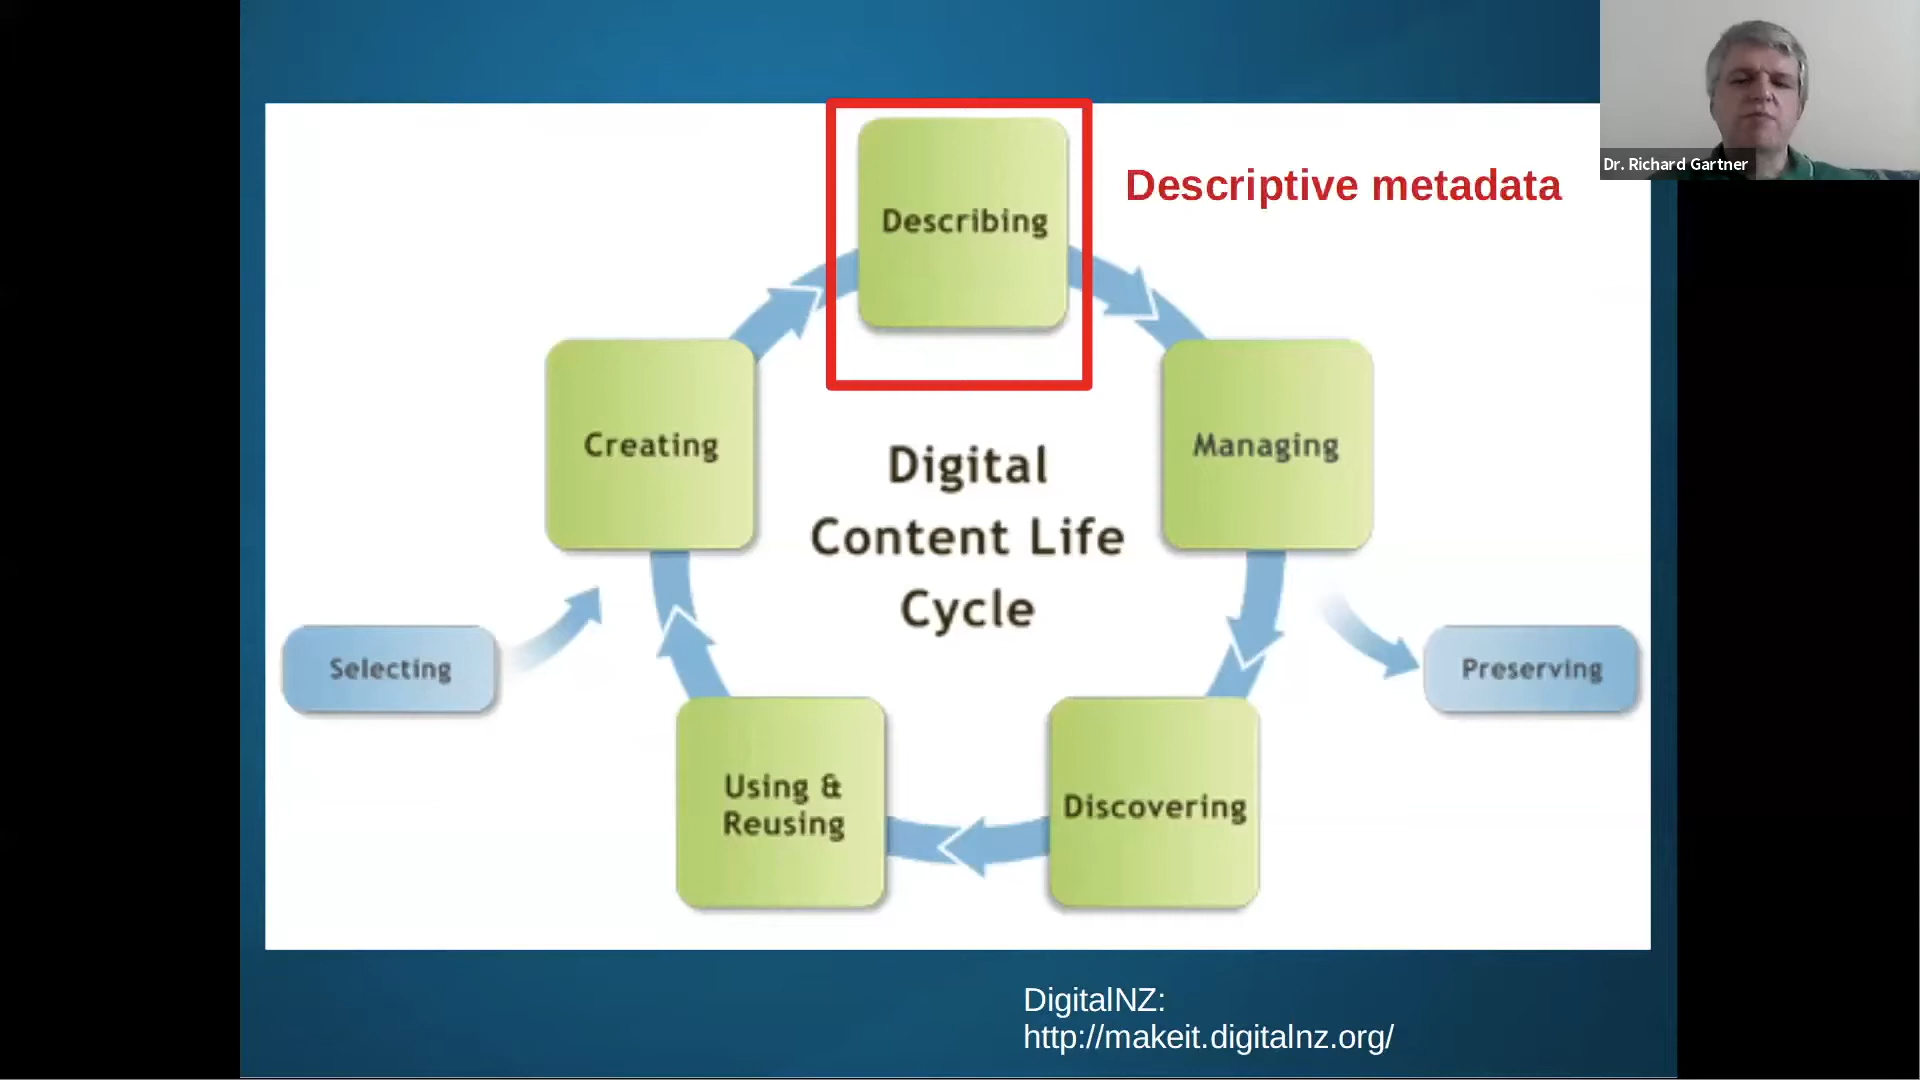 Dr. Richard Gartner
Descriptive metadata
Describing
Creating
Managing
Digital
Content Life
Cycle
Selecting
Preserving
Using &
Reusing
Discovering
DigitalNZ:
http://makeit.digitalnz.org/